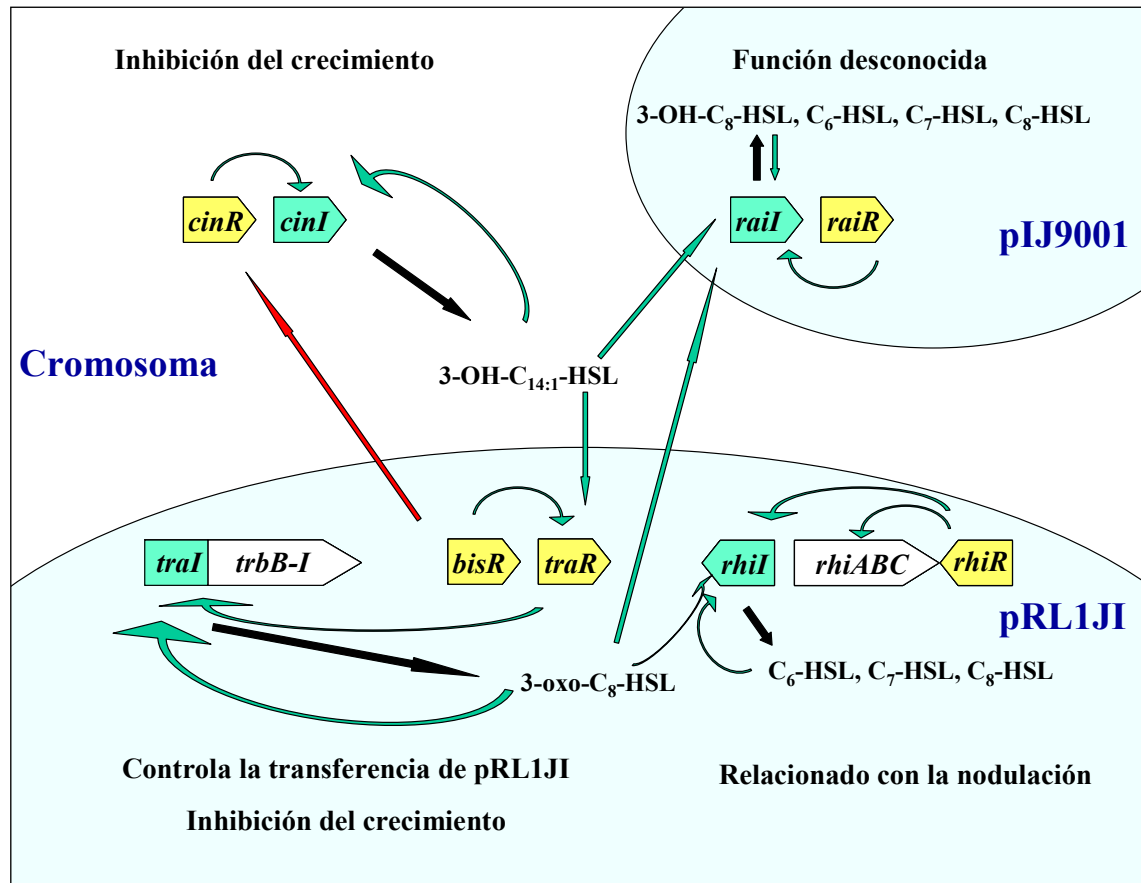 Inhibición del crecimiento
Función desconocida
3-OH-C₈-HSL, C₆-HSL, C₇-HSL, C₈-HSL
cinR cinI
raiI raiR
pIJ9001
Cromosoma
3-OH-C₁₄:₁-HSL
traI trbB-I bisR traR rhiI rhiABC rhiR
pRL1JI
3-oxo-C₈-HSL
C₆-HSL, C₇-HSL, C₈-HSL
Controla la transferencia de pRL1JI
Inhibición del crecimiento
Relacionado con la nodulación